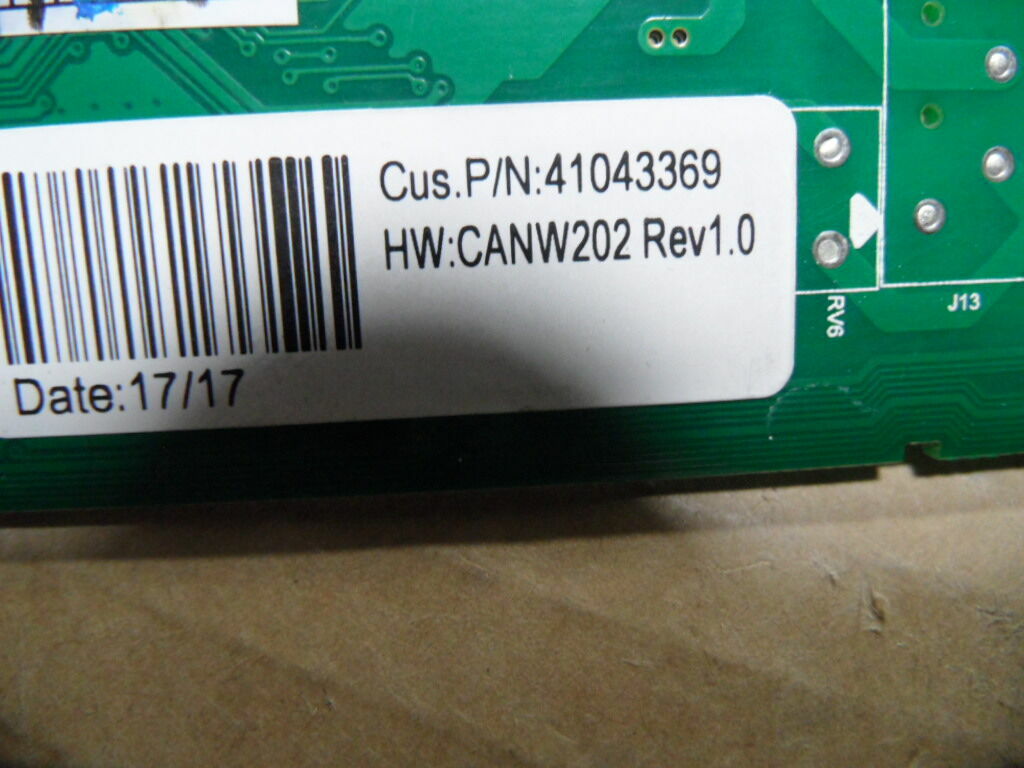 Cus.P/N:41043369
HW:CANW202 Rev1.0
Date:17/17
RV6
J13